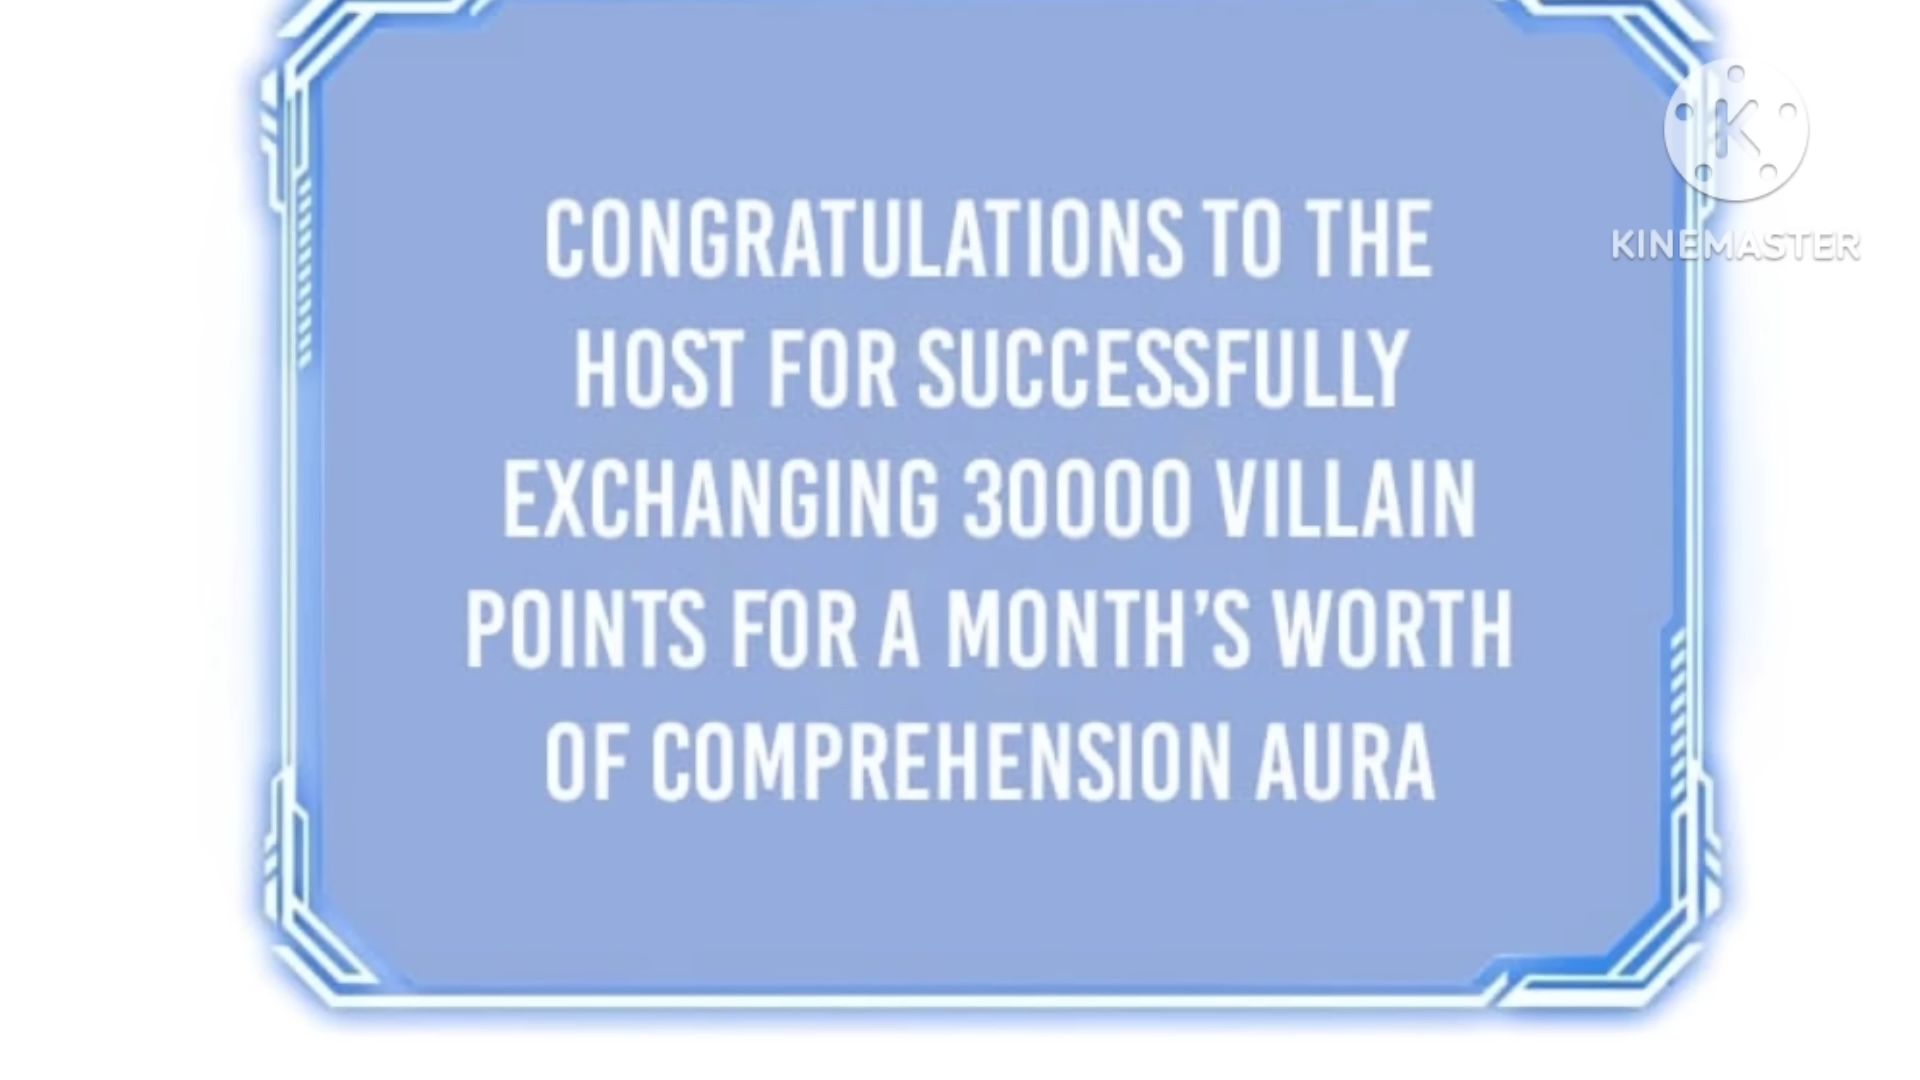 CONGRATULATIONS TO THE
HOST FOR SUCCESSFULLY
EXCHANGING 30000 VILLAIN
POINTS FOR A MONTH'S WORTH
OF COMPREHENSION AURA
K
KINEMASTER